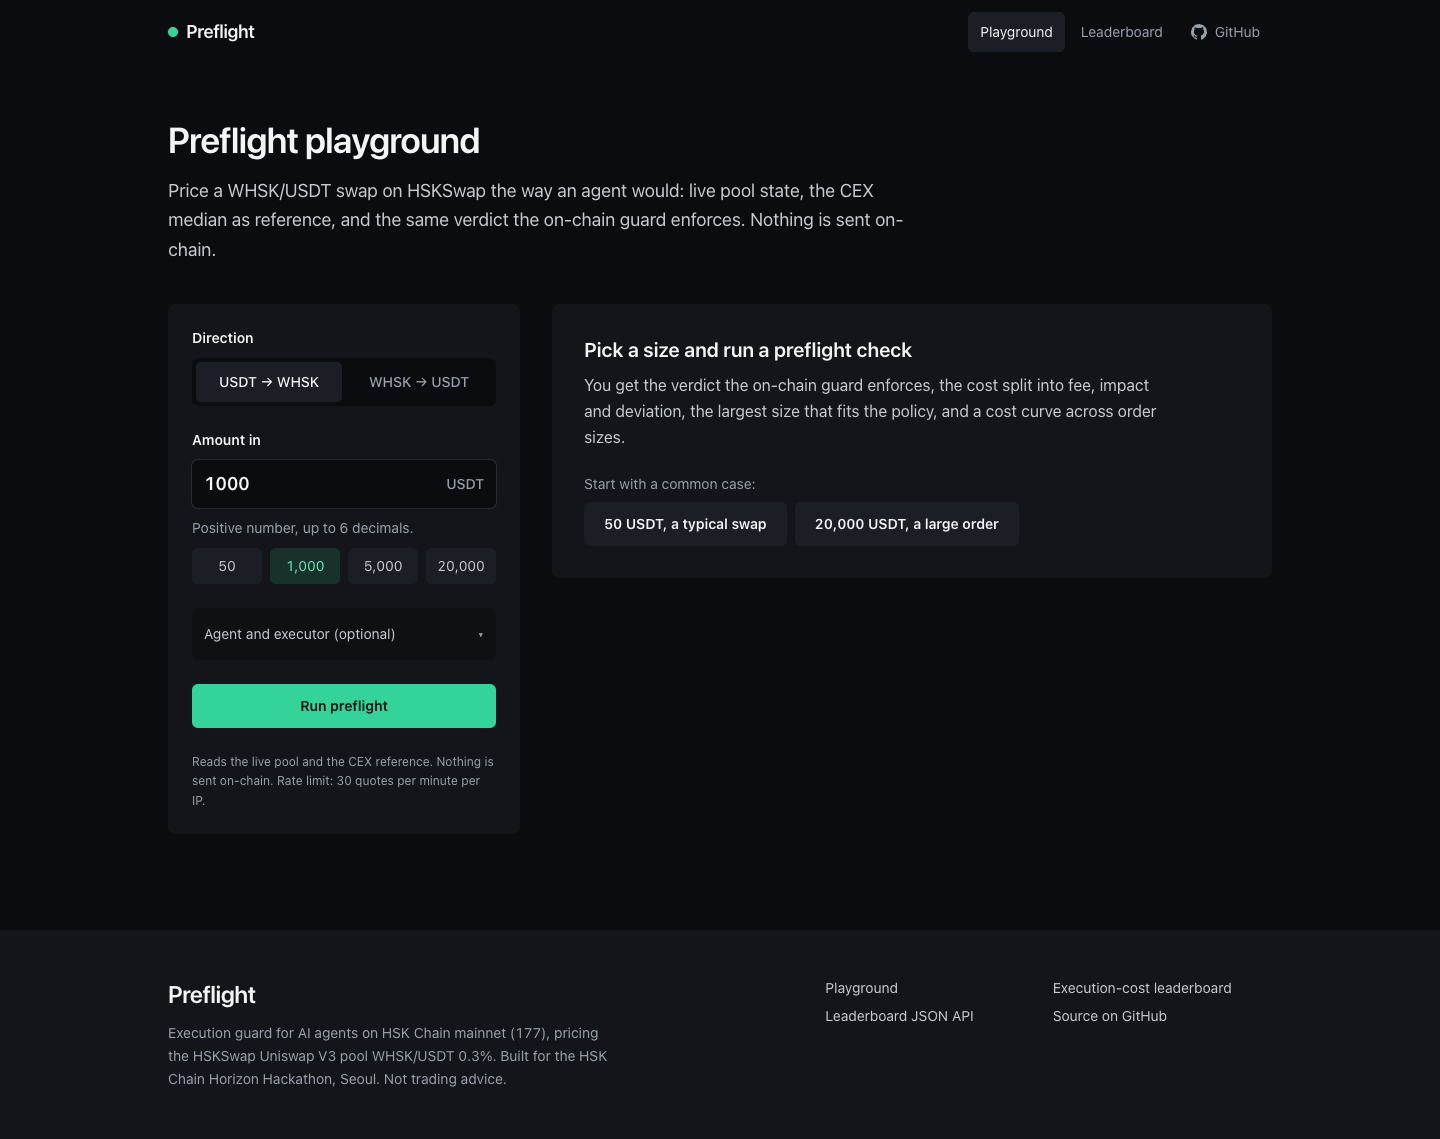 Preflight
Playground
Leaderboard
GitHub
Preflight playground
Price a WHSK/USDT swap on HSKSwap the way an agent would: live pool state, the CEX
median as reference, and the same verdict the on-chain guard enforces. Nothing is sent on-
chain.
Direction
USDT → WHSK
WHSK → USDT
Amount in
1000
USDT
Positive number, up to 6 decimals.
50
1,000
5,000
20,000
Agent and executor (optional)
Run preflight
Reads the live pool and the CEX reference. Nothing is
sent on-chain. Rate limit: 30 quotes per minute per
IP.
Pick a size and run a preflight check
You get the verdict the on-chain guard enforces, the cost split into fee, impact
and deviation, the largest size that fits the policy, and a cost curve across order
sizes.
Start with a common case:
50 USDT, a typical swap
20,000 USDT, a large order
Preflight
Execution guard for AI agents on HSK Chain mainnet (177), pricing
the HSKSwap Uniswap V3 pool WHSK/USDT 0.3%. Built for the HSK
Chain Horizon Hackathon, Seoul. Not trading advice.
Playground
Execution-cost leaderboard
Leaderboard JSON API
Source on GitHub